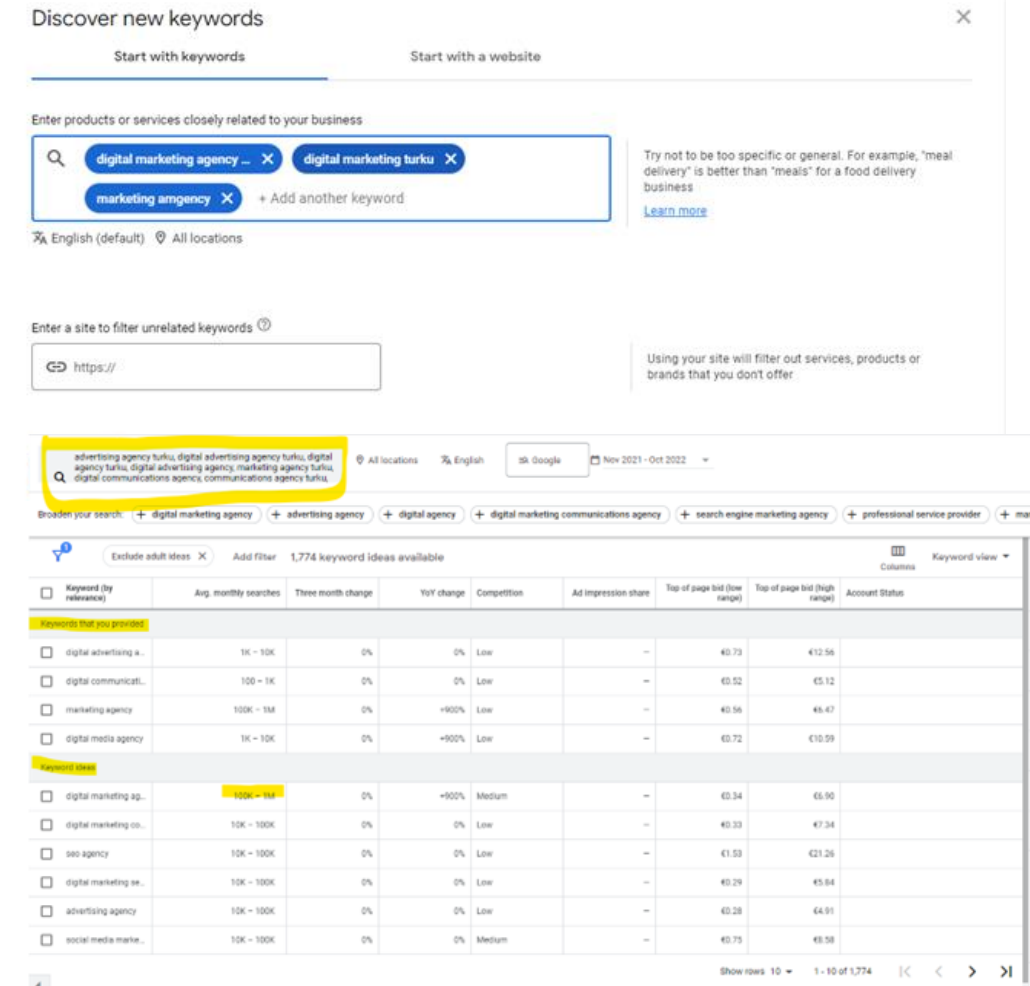 Discover new keywords
Start with keywords Start with a website
Enter products or services closely related to your business
digital marketing agency ... digital marketing turku
marketing amgency + Add another keyword
Try not to be too specific or general. For example, "meal
delivery" is better than "meals" for a food delivery
business
Learn more
English (default) All locations
Enter a site to filter unrelated keywords
https://
Using your site will filter out services, products or
brands that you don't offer
advertising agency turku, digital advertising agency turku, digital
agency turku, digital advertising agency, marketing agency turku,
digital communications agency, communications agency turku,
All locations English Google Nov 2021 - Oct 2022
Broaden your search: + digital marketing agency + advertising agency + digital agency + digital marketing communications agency + search engine marketing agency + professional service provider + ma
1 Exclude adult ideas Add filter 1,774 keyword ideas available Columns Keyword view
Keyword (by relevance) Avg. monthly searches Three month change YoY change Competition Ad impression share Top of page bid (low range) Top of page bid (high range) Account Status
Keywords that you provided
digital advertising a... 1K – 10K 0% 0% Low – €0.73 €12.56
digital communicati... 100 – 1K 0% 0% Low – €0.52 €5.12
marketing agency 100K – 1M 0% +900% Low – €0.56 €6.47
digital media agency 1K – 10K 0% +900% Low – €0.72 €10.59
Keyword ideas
digital marketing ag... 100K – 1M 0% +900% Medium – €0.34 €6.90
digital marketing co... 10K – 100K 0% 0% Low – €0.33 €7.34
seo agency 10K – 100K 0% 0% Low – €1.53 €21.26
digital marketing se... 10K – 100K 0% 0% Low – €0.29 €5.84
advertising agency 10K – 100K 0% 0% Low – €0.28 €4.91
social media marke... 10K – 100K 0% 0% Medium – €0.75 €8.58
Show rows 10 1 - 10 of 1,774